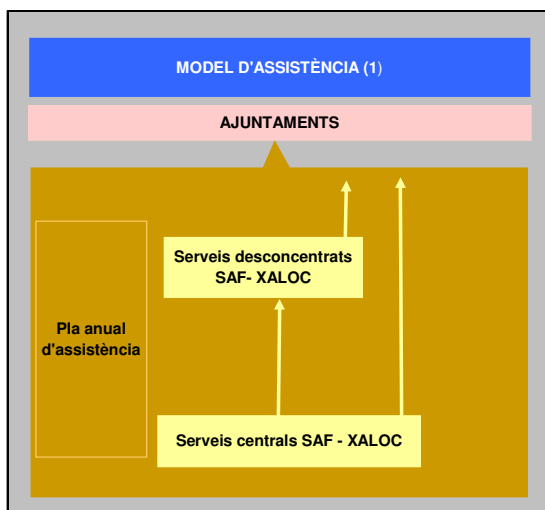 MODEL D'ASSISTÈNCIA (1)
AJUNTAMENTS
Serveis desconcentrats
SAF- XALOC
Pla anual
d'assistència
Serveis centrals SAF - XALOC